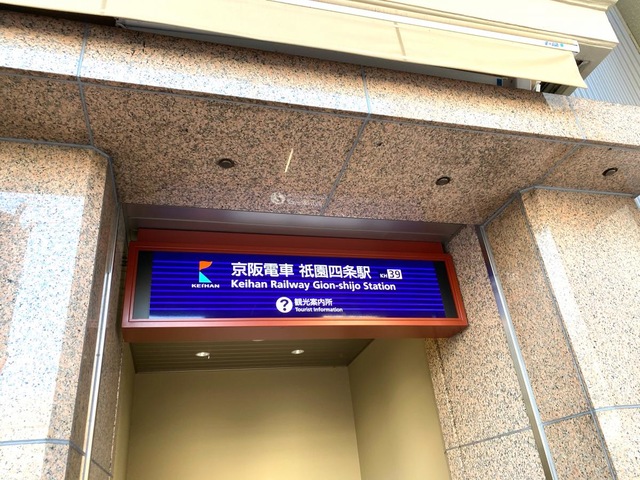 京阪電車 祇園四条駅 KH 39
KEIHAN
Keihan Railway Gion-shijo Station
? 観光案内所
Tourist Information